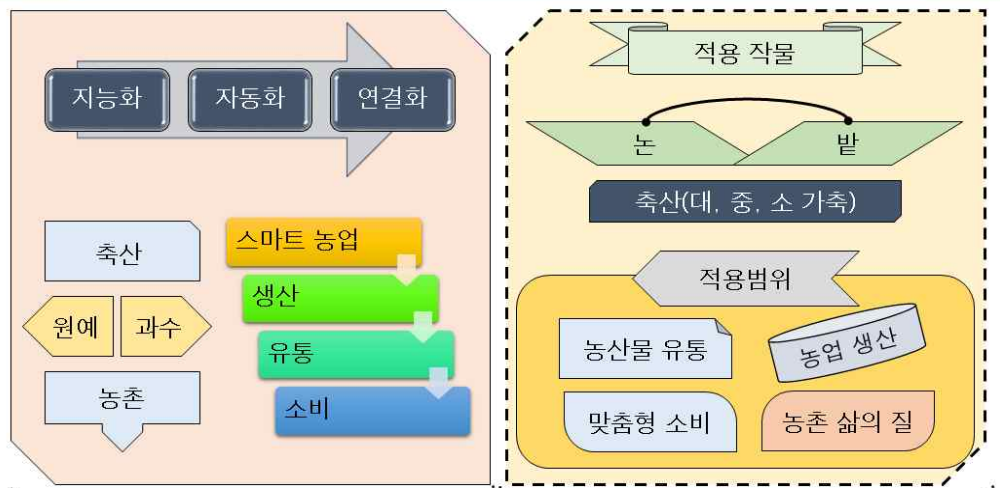 지능화
자동화
연결화
축산
원예
과수
농촌
스마트 농업
생산
유통
소비
적용 작물
논
밭
축산(대, 중, 소 가축)
적용범위
농산물 유통
농업 생산
맞춤형 소비
농촌 삶의 질